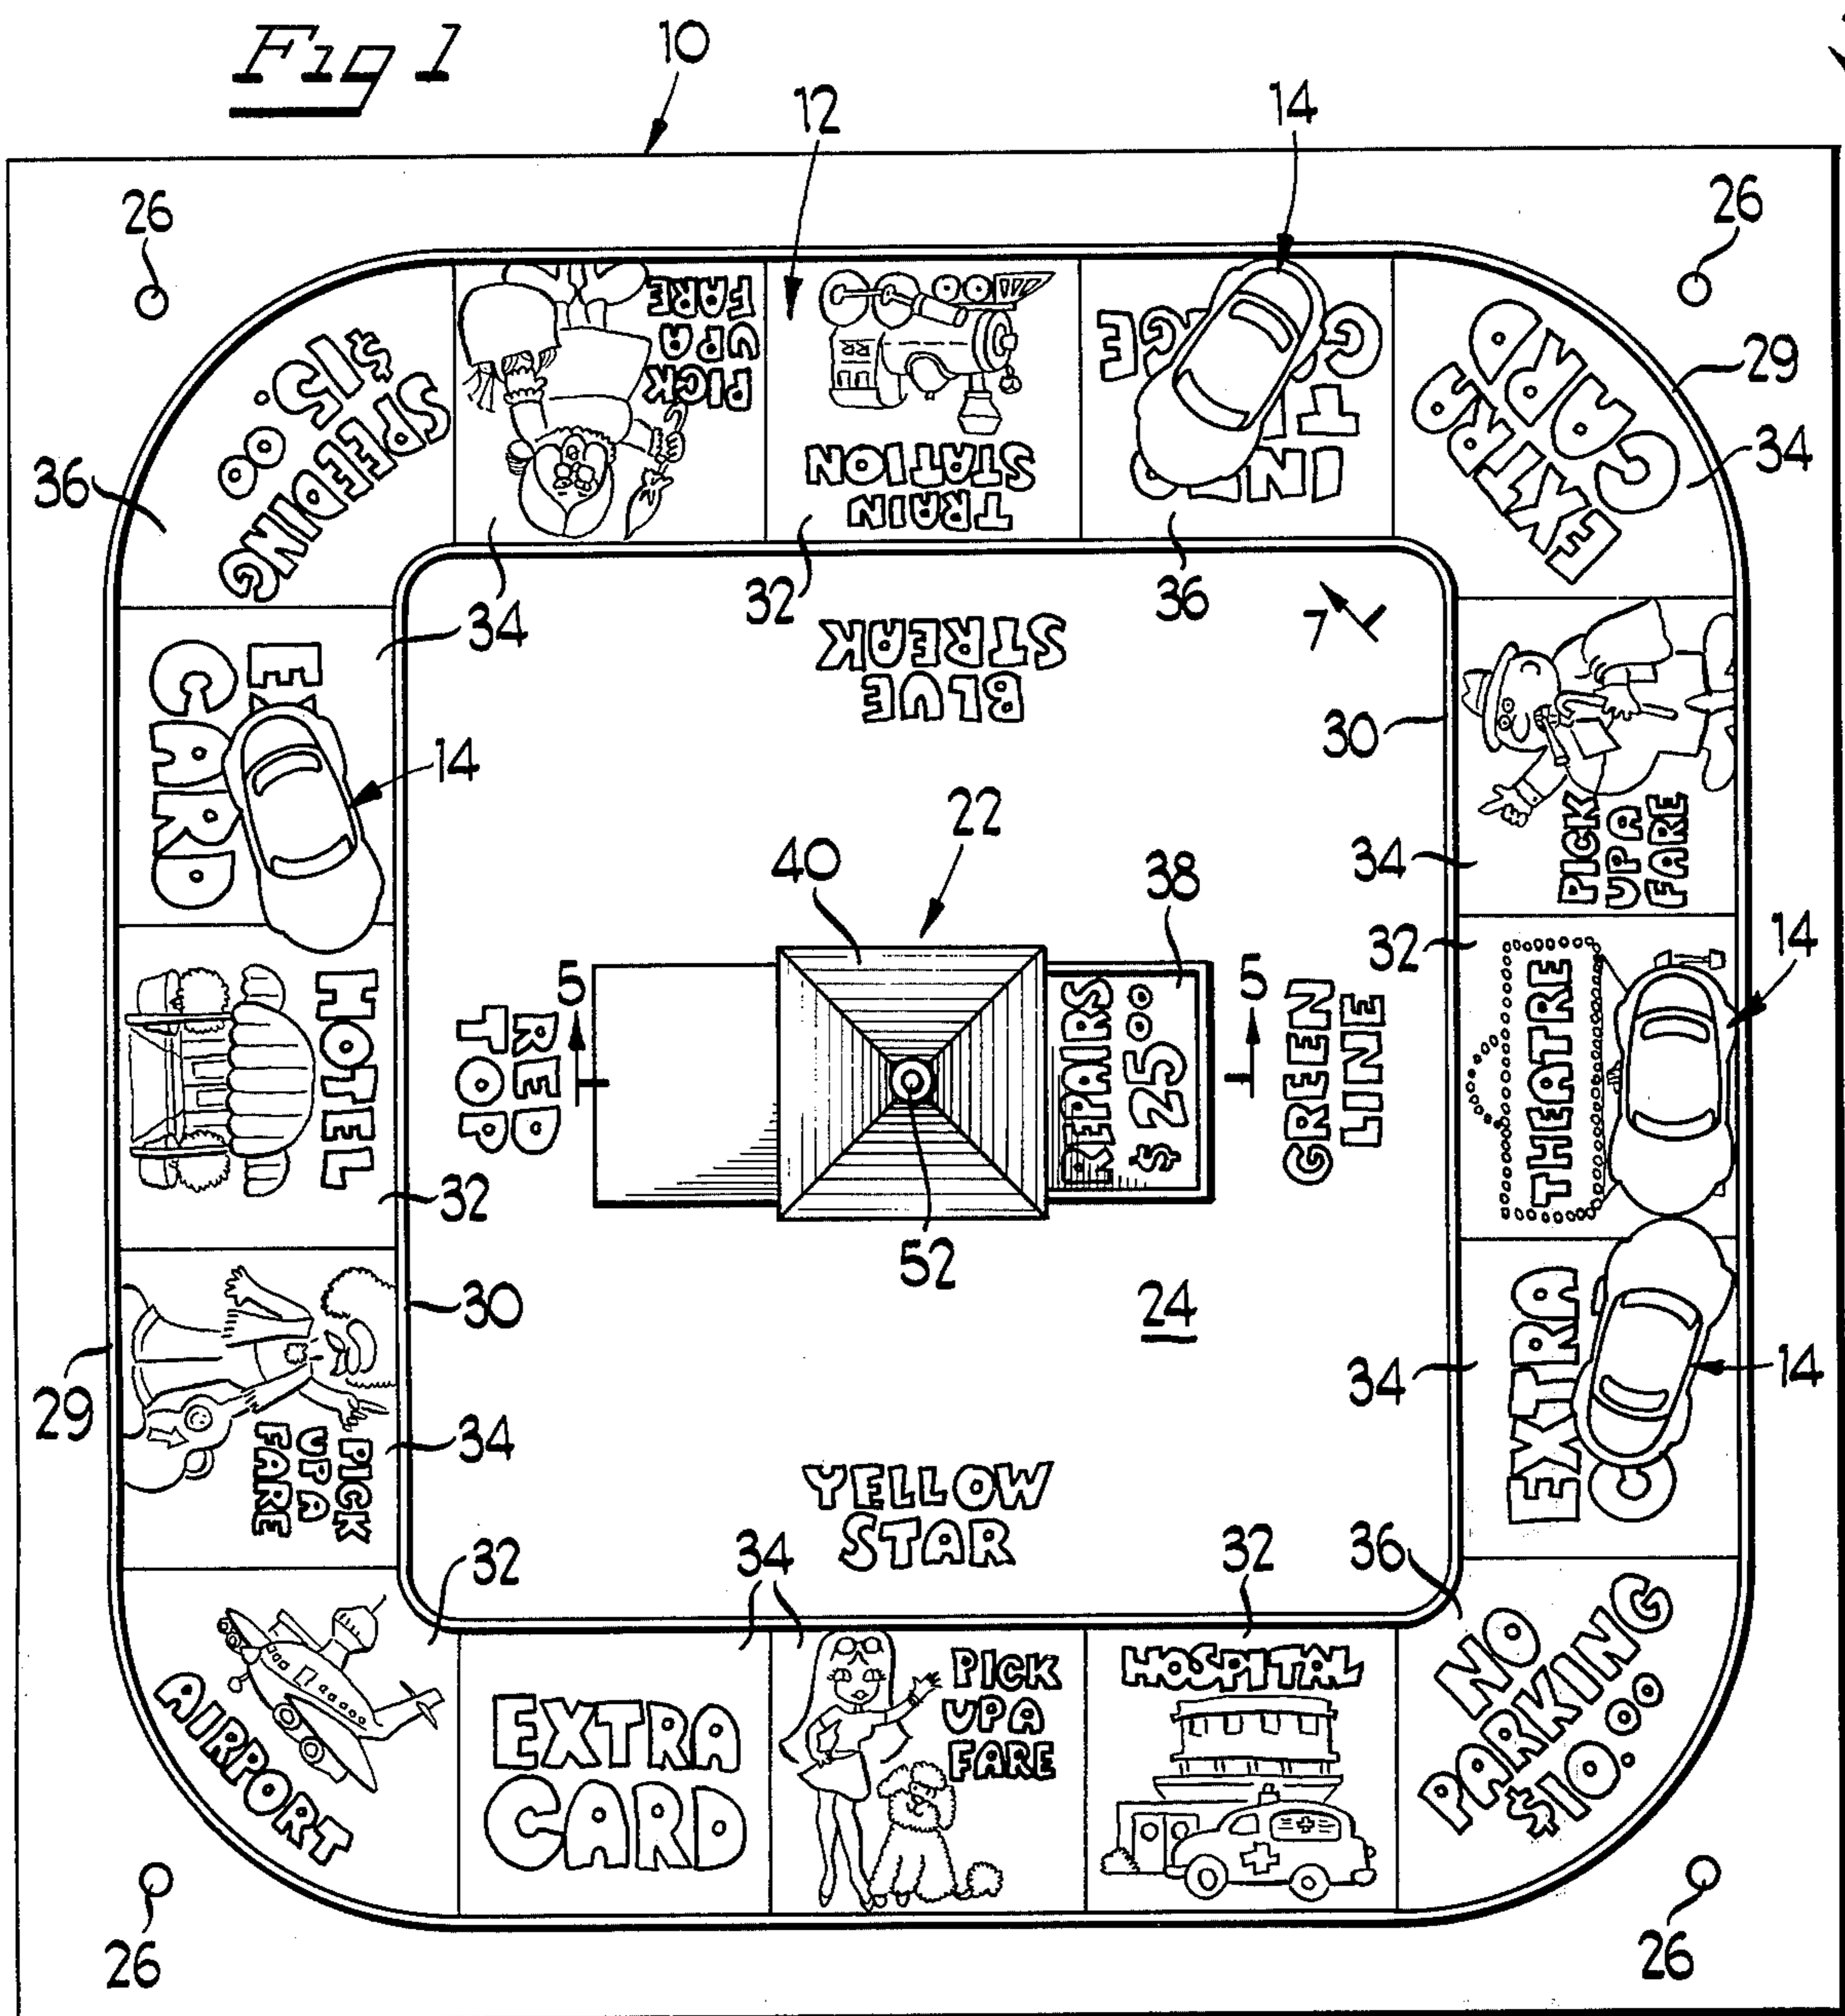 Fig 1
10
12
14
26
26
$15.00
SPEEDING
36
PICK
UP A
FARE
34
TRAIN
STATION
RR
32
36
EXTRA
CARD
29
34
BLUE
STREAK
7
30
34
CARD
14
HOTEL
32
PICK
UP A
FARE
34
30
29
RED
TOP
5
40
22
38
REPAIRS
$25.00
5
52
GREEN
LINE
24
PICK
UP A
FARE
34
32
THEATRE
14
EXTRA
C
34
14
YELLOW
STAR
32
AIRPORT
34
EXTRA
CARD
PICK
UP A
FARE
32
HOSPITAL
36
NO
PARKING
$10.00
26
26